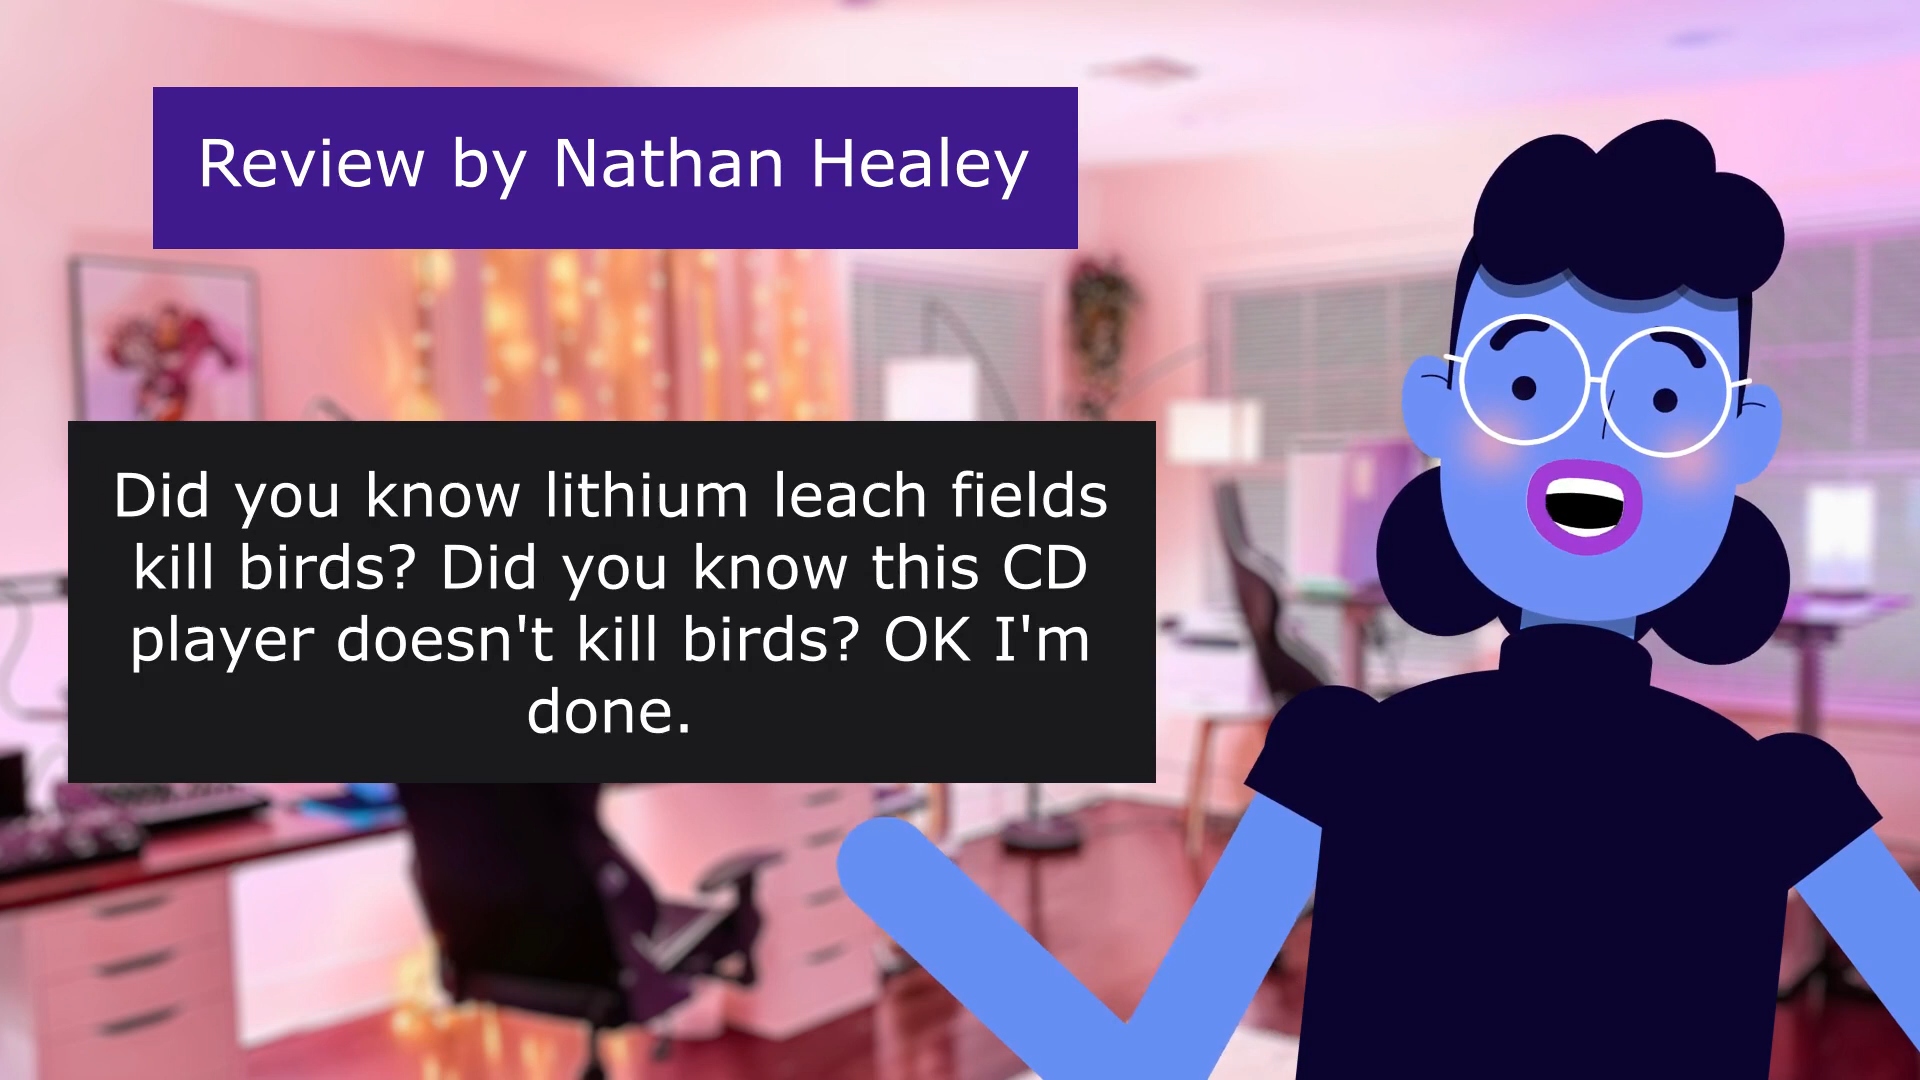 Review by Nathan Healey
Did you know lithium leach fields
kill birds? Did you know this CD
player doesn't kill birds? OK I'm
done.